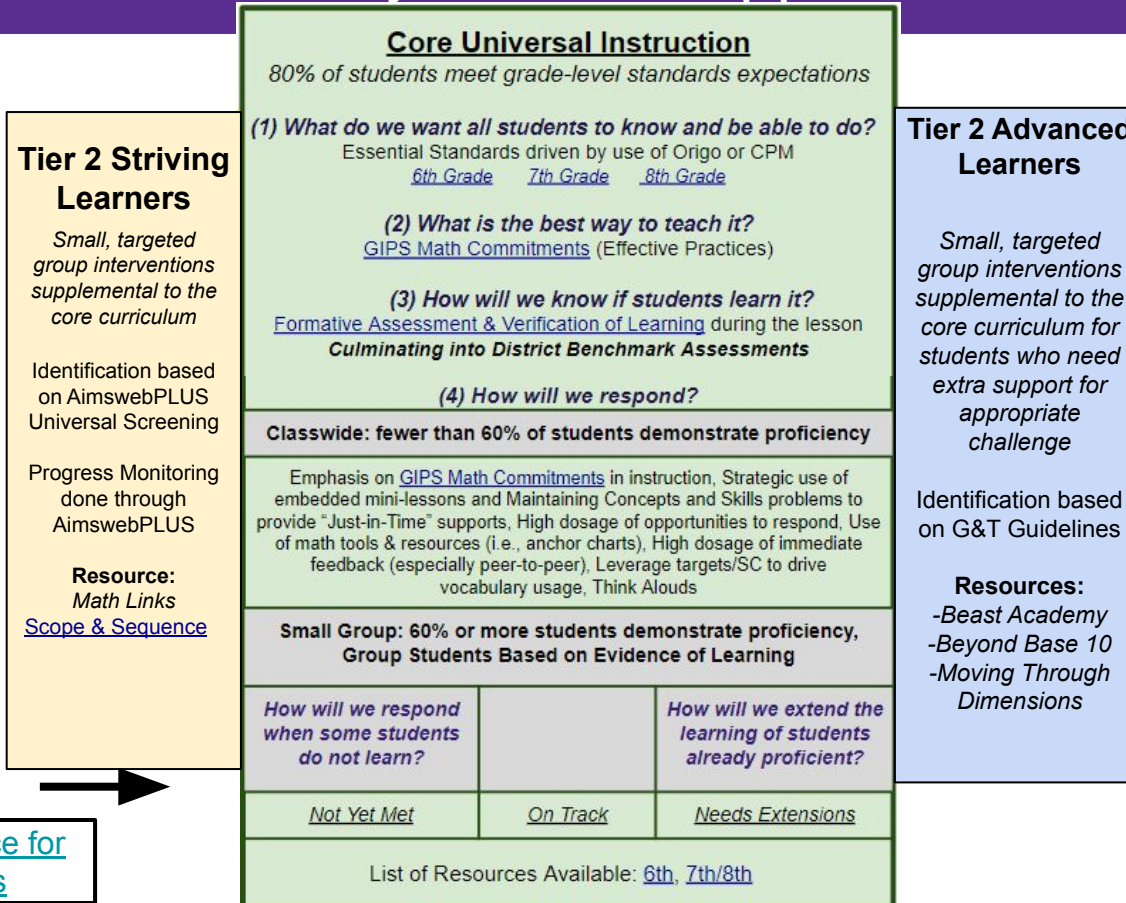 Core Universal Instruction
80% of students meet grade-level standards expectations
(1) What do we want all students to know and be able to do?
Essential Standards driven by use of Origo or CPM
6th Grade 7th Grade 8th Grade
(2) What is the best way to teach it?
GIPS Math Commitments (Effective Practices)
(3) How will we know if students learn it?
Formative Assessment & Verification of Learning during the lesson
Culminating into District Benchmark Assessments
(4) How will we respond?
Classwide: fewer than 60% of students demonstrate proficiency
Emphasis on GIPS Math Commitments in instruction, Strategic use of
embedded mini-lessons and Maintaining Concepts and Skills problems to
provide “Just-in-Time” supports, High dosage of opportunities to respond, Use
of math tools & resources (i.e., anchor charts), High dosage of immediate
feedback (especially peer-to-peer), Leverage targets/SC to drive
vocabulary usage, Think Alouds
Small Group: 60% or more students demonstrate proficiency,
Group Students Based on Evidence of Learning
How will we respond
when some students
do not learn?
How will we extend the
learning of students
already proficient?
Not Yet Met
On Track
Needs Extensions
List of Resources Available: 6th, 7th/8th
Tier 2 Striving
Learners
Small, targeted
group interventions
supplemental to the
core curriculum
Identification based
on AimswebPLUS
Universal Screening
Progress Monitoring
done through
AimswebPLUS
Resource:
Math Links
Scope & Sequence
Tier 2 Advanced
Learners
Small, targeted
group interventions
supplemental to the
core curriculum for
students who need
extra support for
appropriate
challenge
Identification based
on G&T Guidelines
Resources:
-Beast Academy
-Beyond Base 10
-Moving Through
Dimensions
for